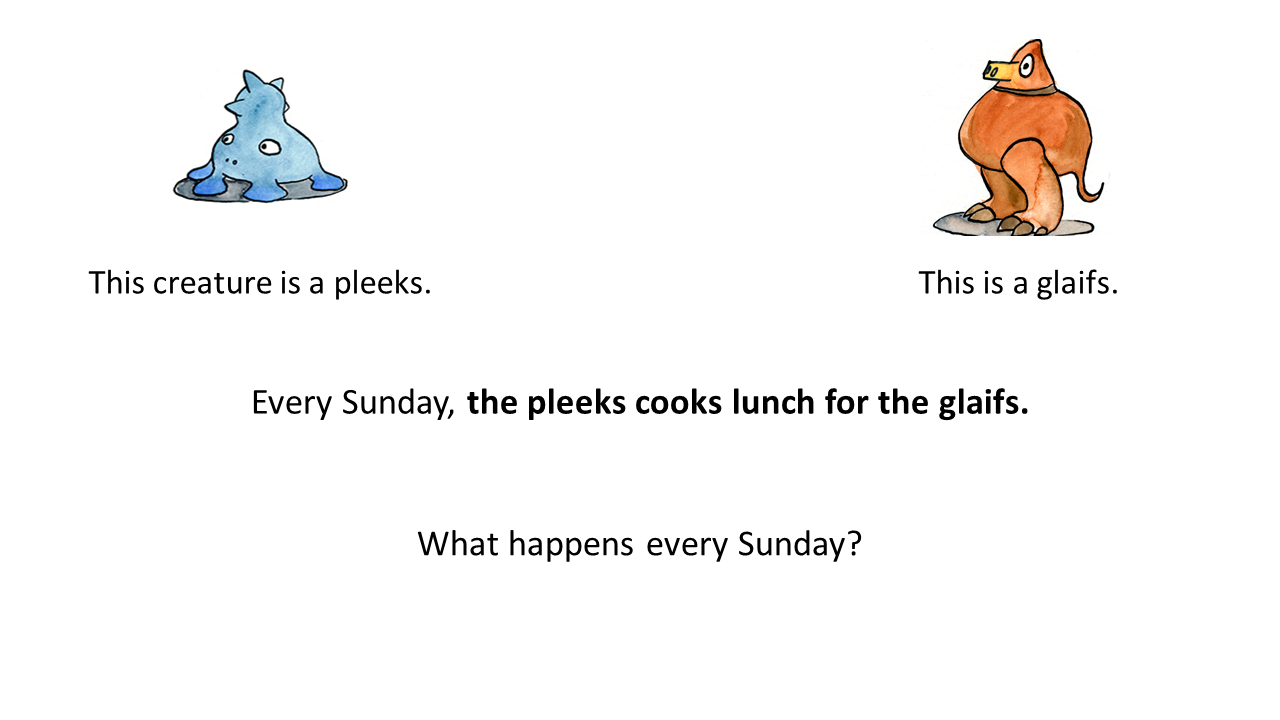 This creature is a pleeks.
This is a glaifs.
Every Sunday, the pleeks cooks lunch for the glaifs.
What happens every Sunday?